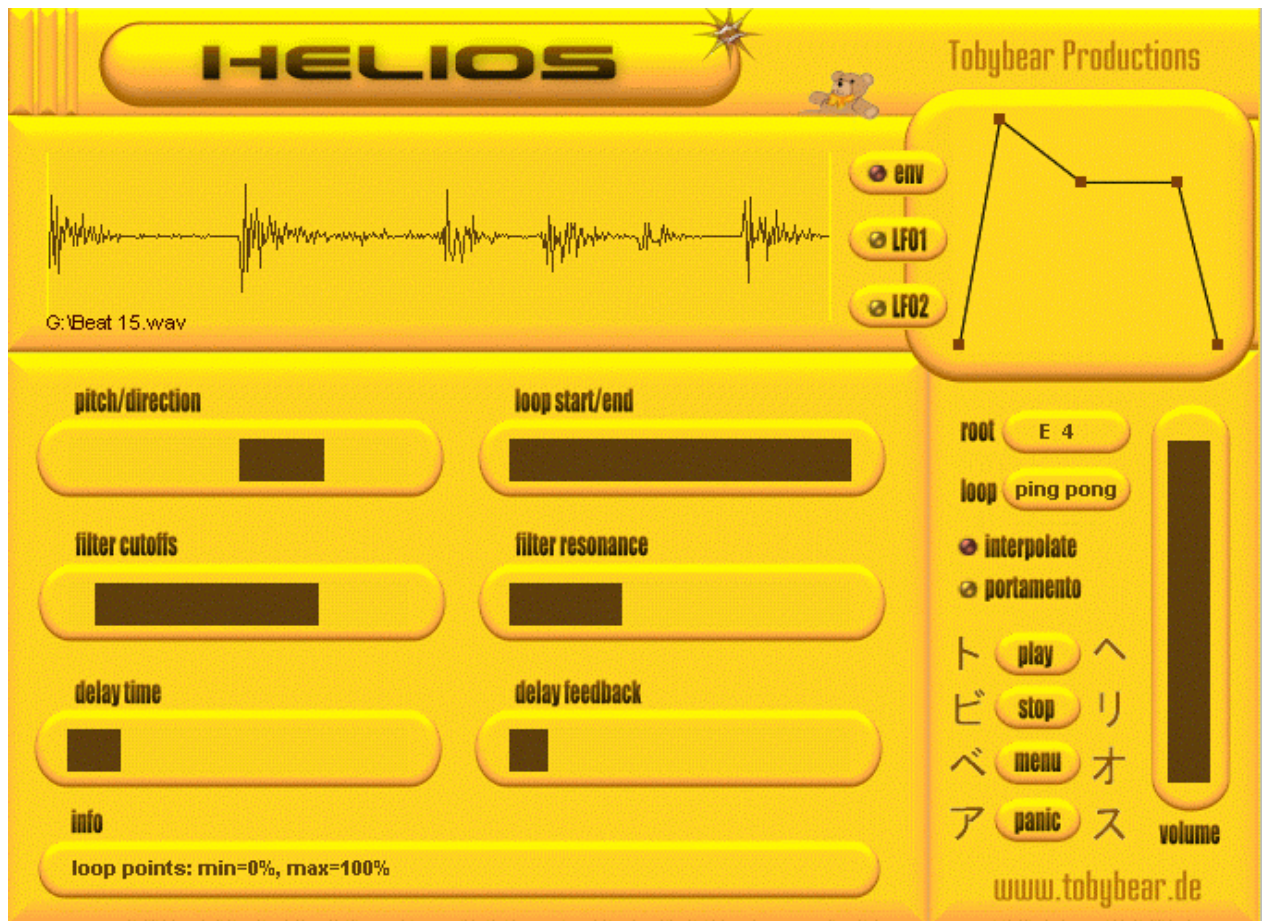 HELIOS
Tobybear Productions
env
LFO1
LFO2
G:\Beat 15.wav
pitch/direction
loop start/end
filter cutoffs
filter resonance
delay time
delay feedback
info
loop points: min=0%, max=100%
root E 4
loop ping pong
interpolate
portamento
ト play ヘ
ビ stop リ
ベ menu オ
ア panic ス
volume
www.tobybear.de